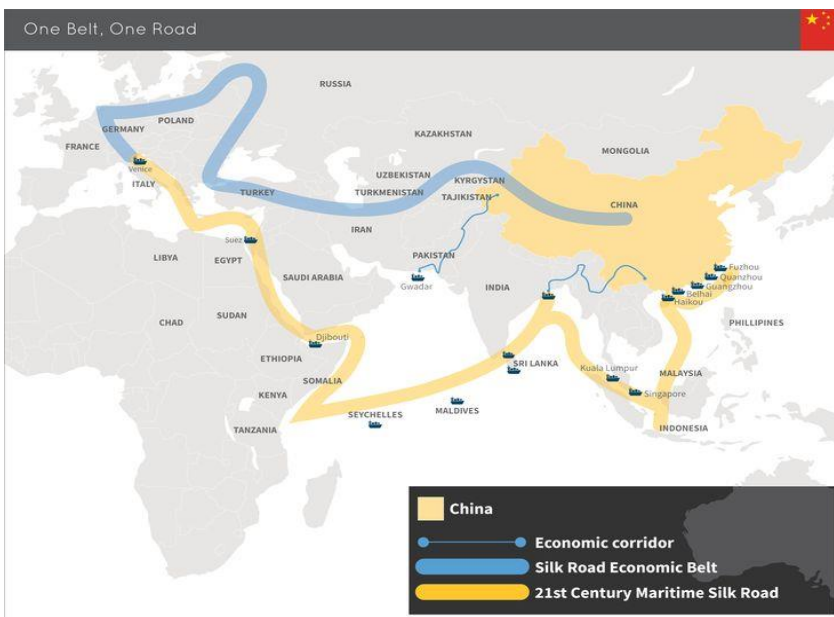 One Belt, One Road
RUSSIA
POLAND
GERMANY
FRANCE
KAZAKHSTAN
MONGOLIA
Venice
ITALY
UZBEKISTAN
KYRGYSTAN
TURKEY
TURKMENISTAN
TAJIKISTAN
CHINA
IRAN
Suez
PAKISTAN
LIBYA
EGYPT
Fuzhou
SAUDI ARABIA
Quanzhou
Gwadar
INDIA
Guangzhou
Belhai
Haikou
SUDAN
CHAD
PHILLIPINES
Djibouti
ETHIOPIA
SRI LANKA
Kuala Lumpur
MALAYSIA
SOMALIA
KENYA
Singapore
SEYCHELLES
MALDIVES
TANZANIA
INDONESIA
China
Economic corridor
Silk Road Economic Belt
21st Century Maritime Silk Road